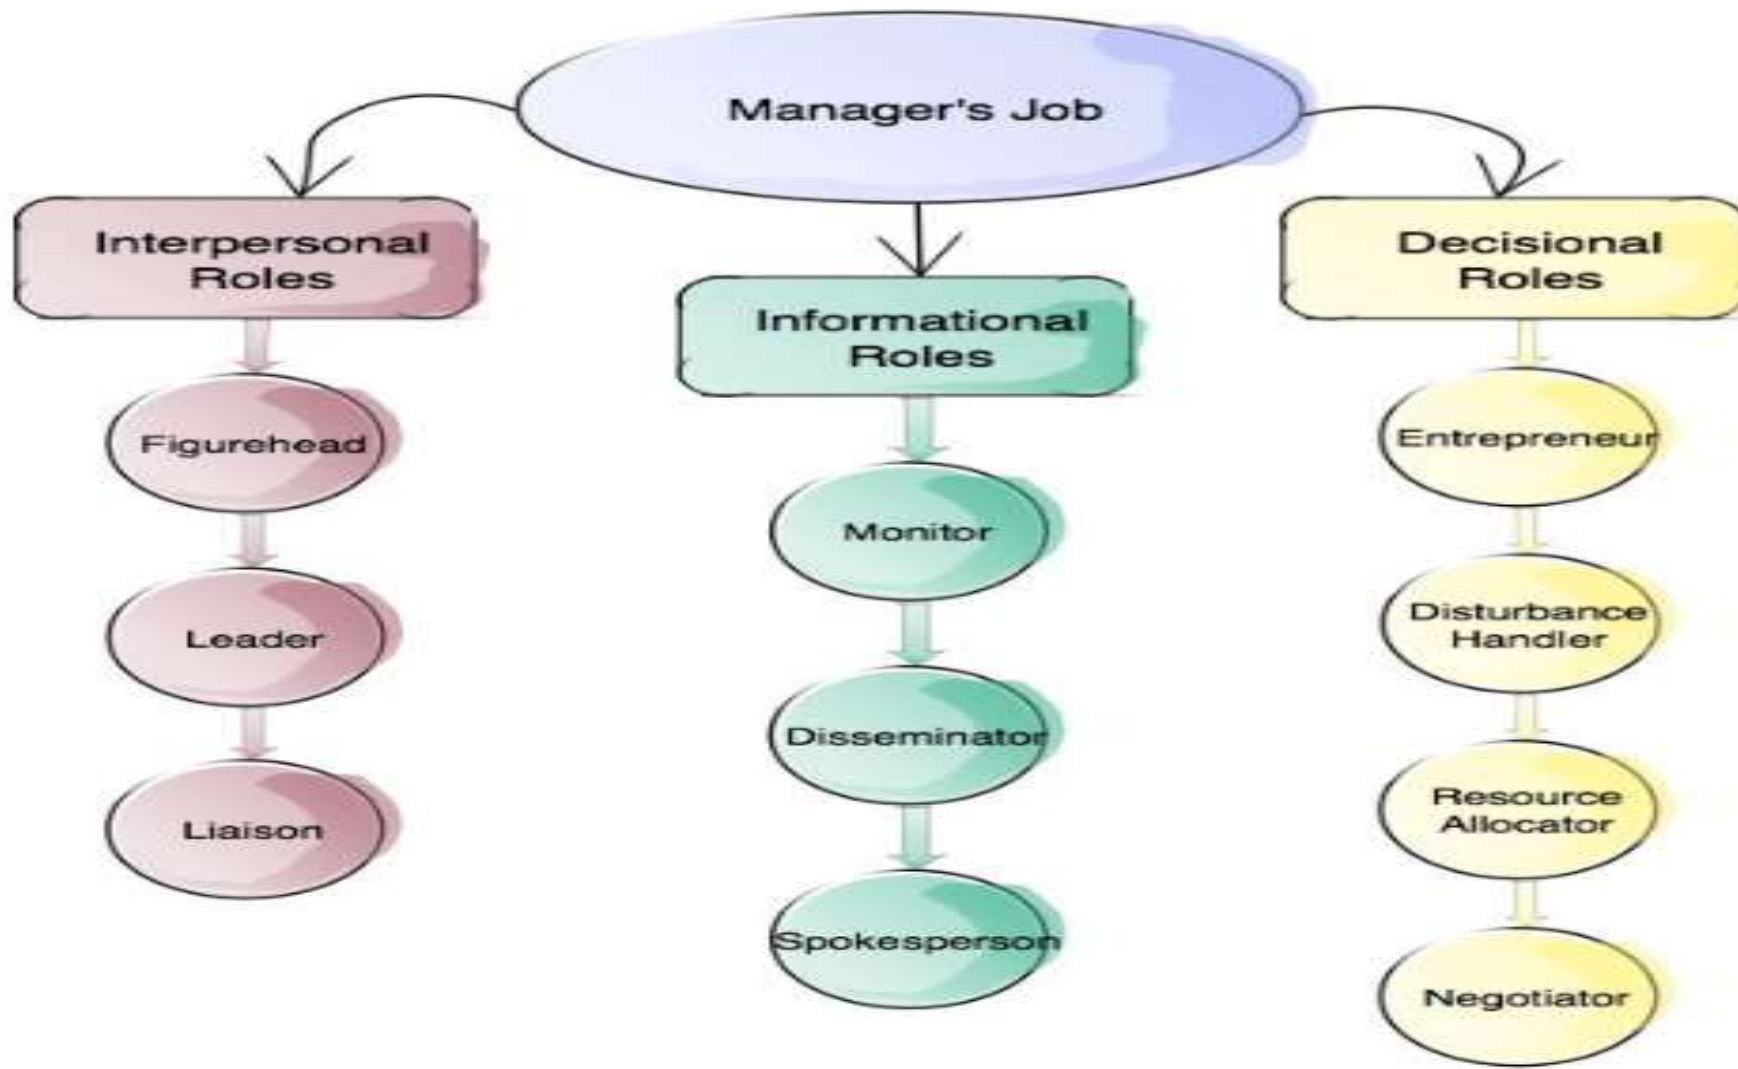 Manager's Job
Interpersonal
Roles
Figurehead
Leader
Liaison
Informational
Roles
Monitor
Disseminator
Spokesperson
Decisional
Roles
Entrepreneur
Disturbance
Handler
Resource
Allocator
Negotiator